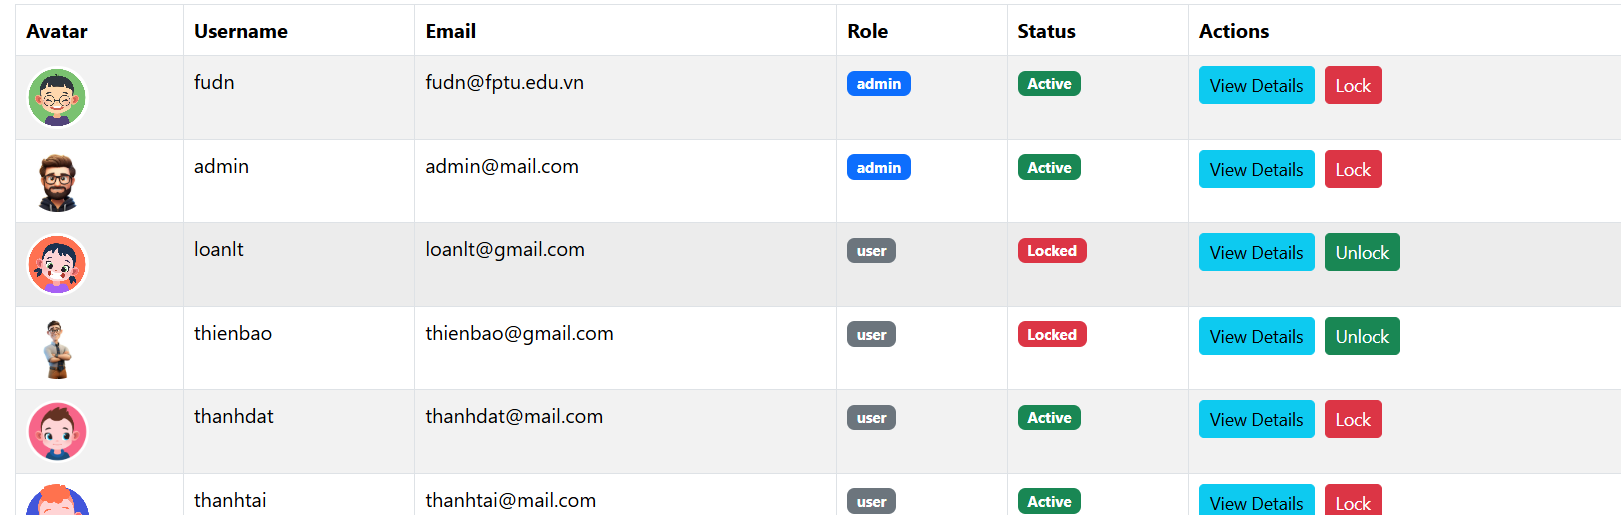 Avatar Username Email Role Status Actions
fudn fudn@fptu.edu.vn admin Active View Details Lock
admin admin@mail.com admin Active View Details Lock
loanlt loanlt@gmail.com user Locked View Details Unlock
thienbao thienbao@gmail.com user Locked View Details Unlock
thanhdat thanhdat@mail.com user Active View Details Lock
thanhtai thanhtai@mail.com user Active View Details Lock